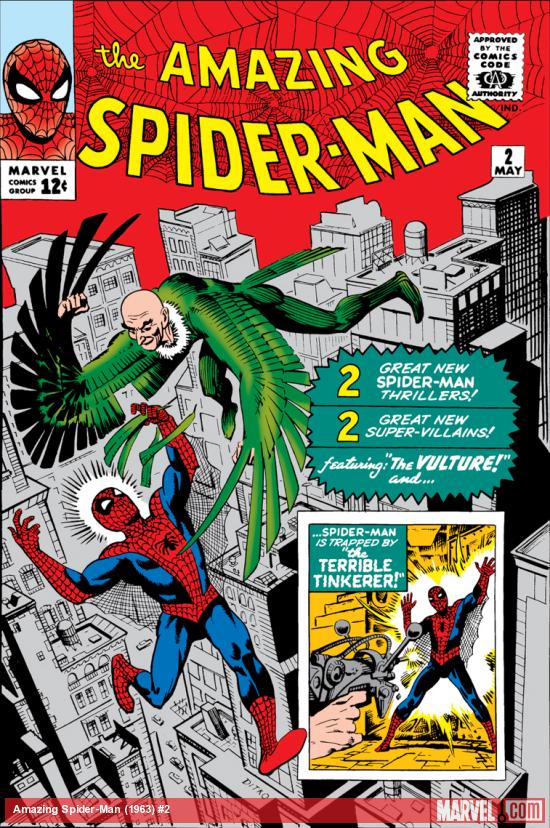 the AMAZING
SPIDER-MAN
APPROVED
BY THE
COMICS
CODE
CA
AUTHORITY
IND.
MARVEL
COMICS
GROUP 12¢
2
MAY
2 GREAT NEW
SPIDER-MAN
THRILLERS!
2 GREAT NEW
SUPER-VILLAINS!
featuring: "The VULTURE!"
and...
...SPIDER-MAN
IS TRAPPED BY
"the
TERRIBLE
TINKERER!"
DITKO
Amazing Spider-Man (1963) #2
MARVEL.com